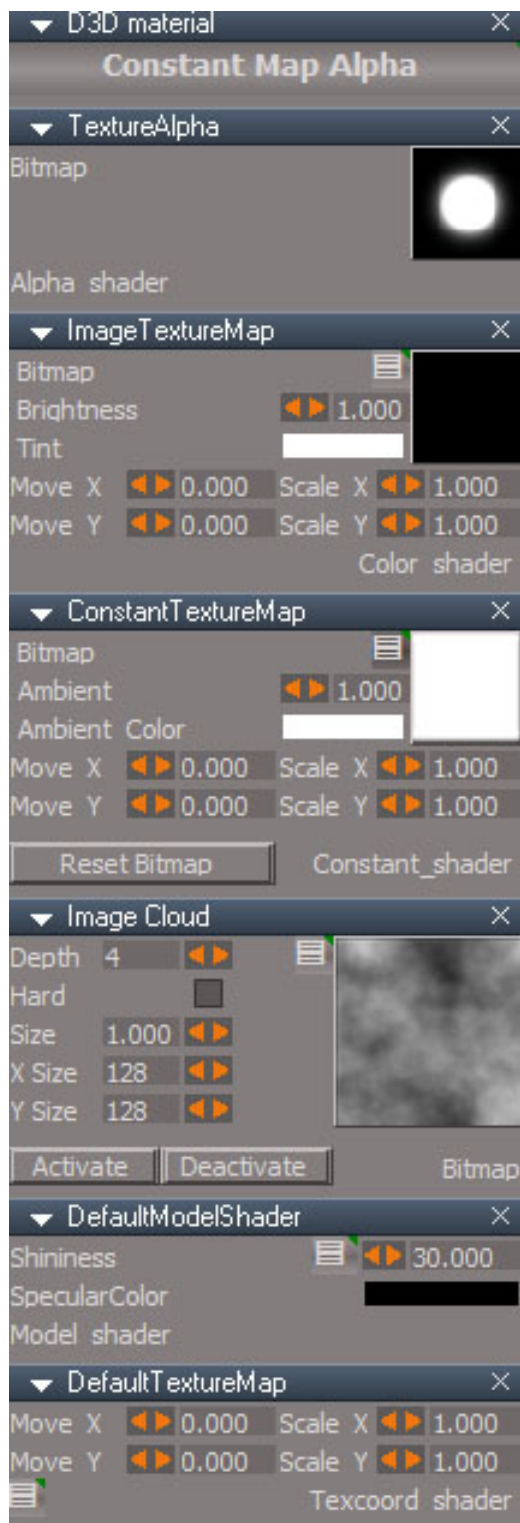 D3D material
Constant Map Alpha
TextureAlpha
Bitmap
Alpha shader
ImageTextureMap
Bitmap
Brightness 1.000
Tint
Move X 0.000 Scale X 1.000
Move Y 0.000 Scale Y 1.000
Color shader
ConstantTextureMap
Bitmap
Ambient 1.000
Ambient Color
Move X 0.000 Scale X 1.000
Move Y 0.000 Scale Y 1.000
Reset Bitmap Constant_shader
Image Cloud
Depth 4
Hard
Size 1.000
X Size 128
Y Size 128
Activate Deactivate Bitmap
DefaultModelShader
Shininess 30.000
SpecularColor
Model shader
DefaultTextureMap
Move X 0.000 Scale X 1.000
Move Y 0.000 Scale Y 1.000
Texcoord shader